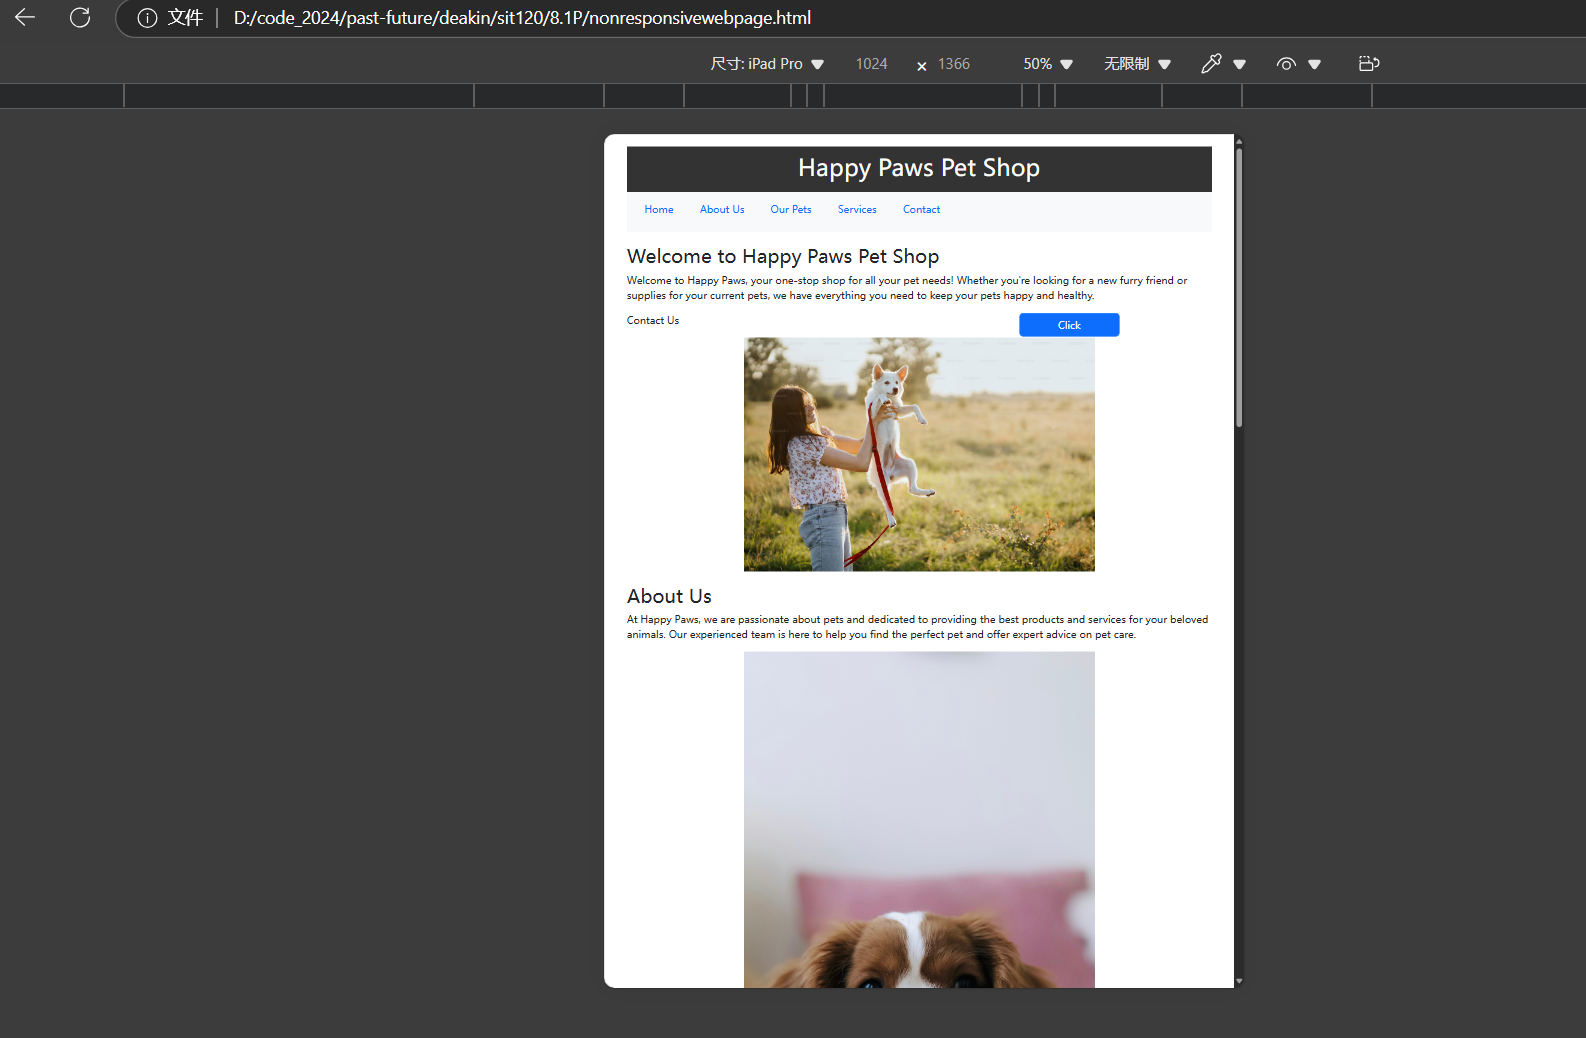 文件 D:/code_2024/past-future/deakin/sit120/8.1P/nonresponsivewebpage.html
尺寸: iPad Pro 1024 × 1366 50% 无限制
Happy Paws Pet Shop
Home About Us Our Pets Services Contact
Welcome to Happy Paws Pet Shop
Welcome to Happy Paws, your one-stop shop for all your pet needs! Whether you're looking for a new furry friend or
supplies for your current pets, we have everything you need to keep your pets happy and healthy.
Contact Us Click
About Us
At Happy Paws, we are passionate about pets and dedicated to providing the best products and services for your beloved
animals. Our experienced team is here to help you find the perfect pet and offer expert advice on pet care.